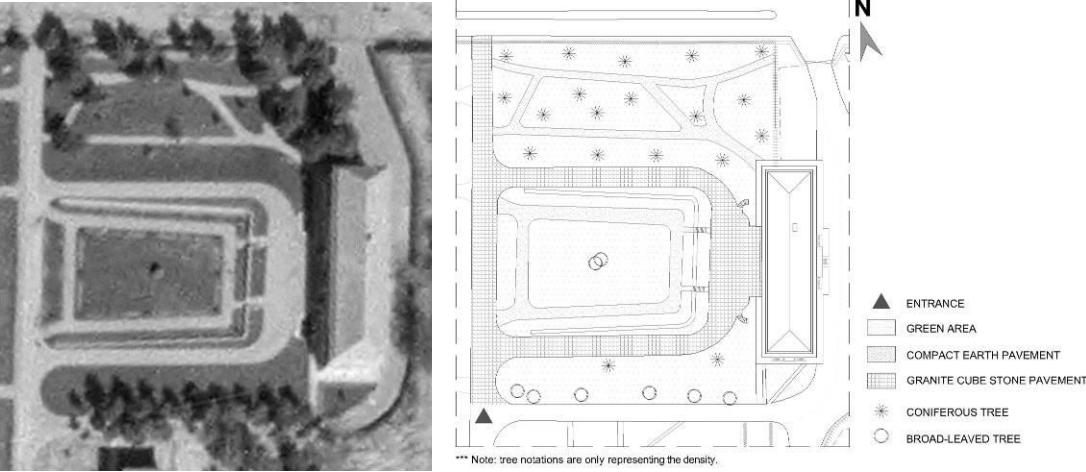 N
ENTRANCE
GREEN AREA
COMPACT EARTH PAVEMENT
GRANITE CUBE STONE PAVEMENT
CONIFEROUS TREE
BROAD-LEAVED TREE
*** Note: tree notations are only representing the density.